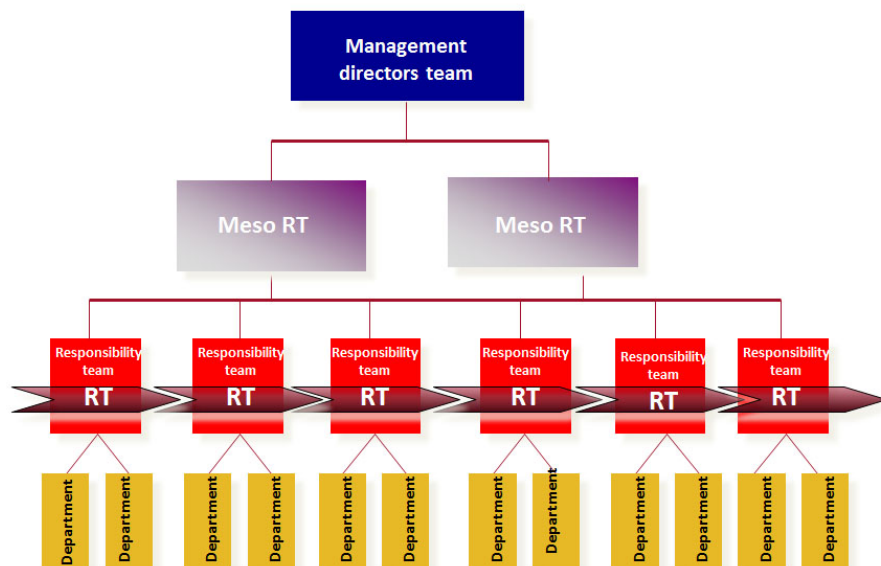 Management
directors team
Meso RT
Meso RT
Responsibility
team
RT
Responsibility
team
RT
Responsibility
team
RT
Responsibility
team
RT
Responsibility
team
RT
Responsibility
team
RT
Department
Department
Department
Department
Department
Department
Department
Department
Department
Department
Department
Department